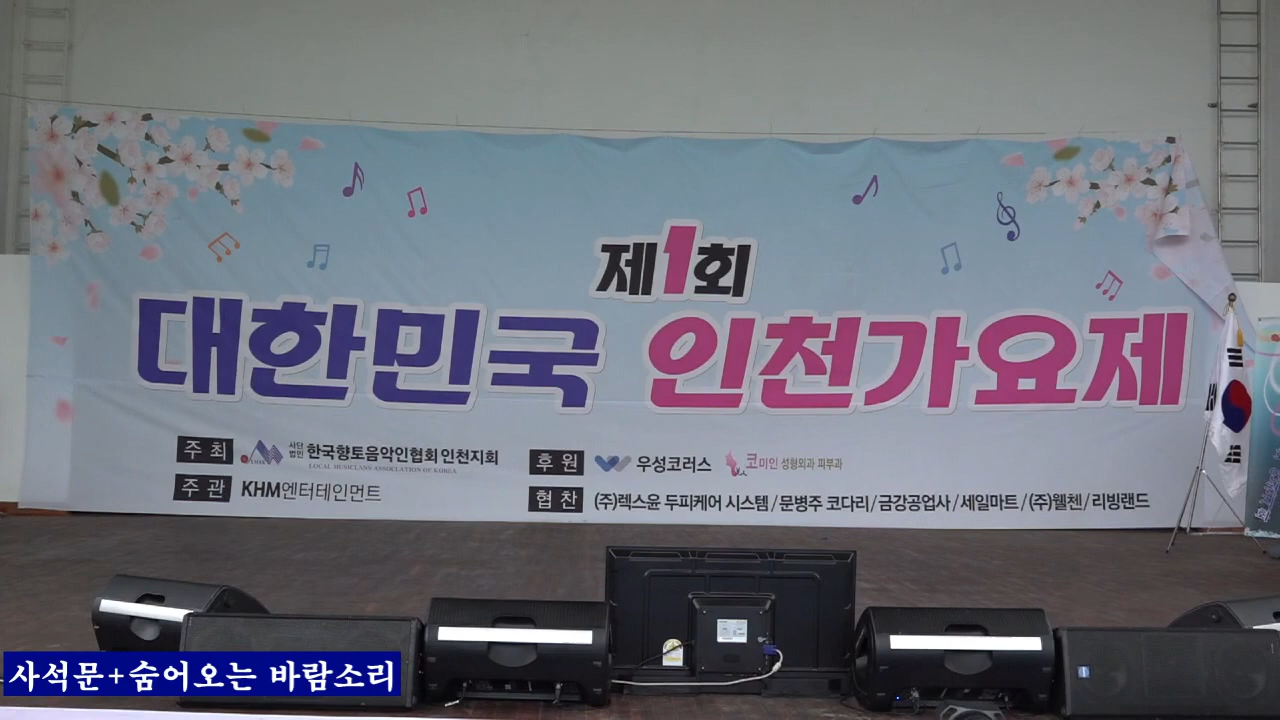 제1회
대한민국 인천가요제
주최 사단법인 한국향토음악인협회 인천지회
LOCAL MUSICIANS ASSOCIATION OF KOREA
주관 KHM엔터테인먼트
후원 우성코러스 코미인 성형외과 피부과
협찬 (주)렉스윤 두피케어 시스템 / 문병주 코다리 / 금강공업사 / 세일마트 / (주)웰첸 / 리빙랜드
사석문+숨어오는 바람소리